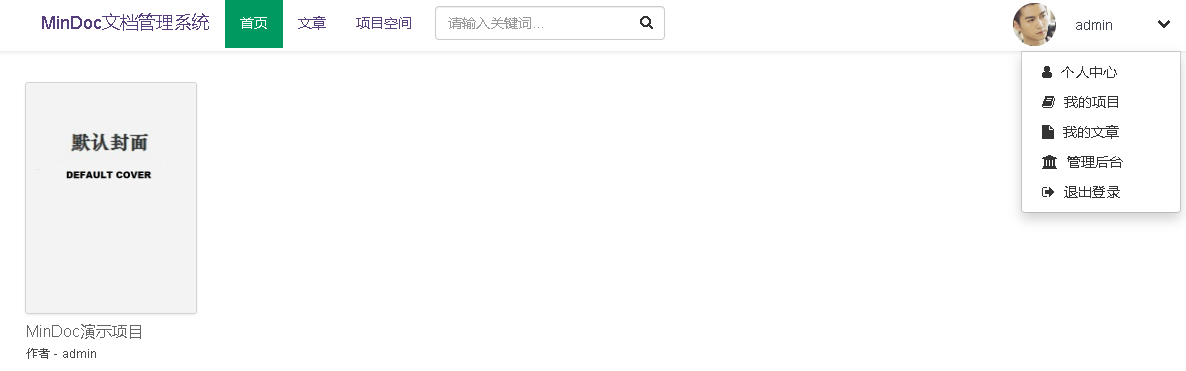 MinDoc文档管理系统 首页 文章 项目空间 请输入关键词... admin
个人中心
我的项目
我的文章
管理后台
退出登录
默认封面
DEFAULT COVER
MinDoc演示项目
作者 - admin